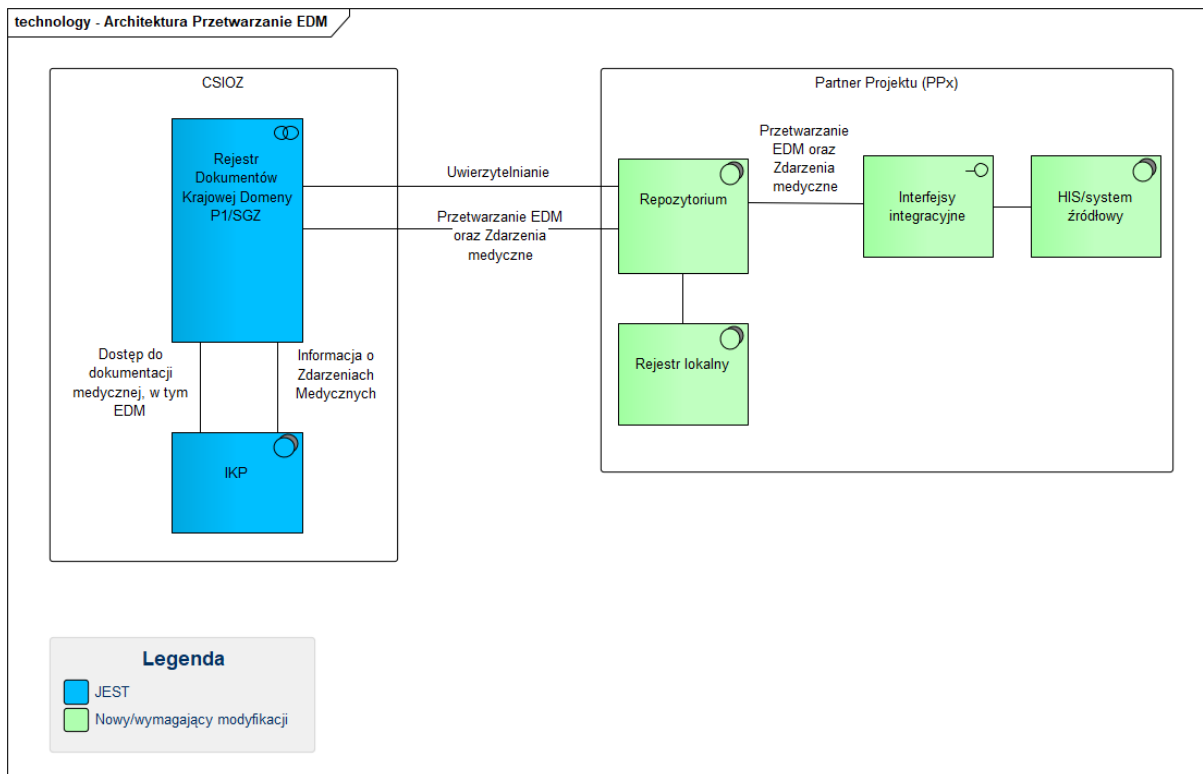 technology - Architektura Przetwarzanie EDM
CSIOZ
Rejestr
Dokumentów
Krajowej Domeny
P1/SGZ
Dostęp do
dokumentacji
medycznej, w tym
EDM
Informacja o
Zdarzeniach
Medycznych
IKP
Uwierzytelnianie
Przetwarzanie EDM
oraz Zdarzenia
medyczne
Partner Projektu (PPx)
Repozytorium
Przetwarzanie
EDM oraz
Zdarzenia
medyczne
Interfejsy
integracyjne
HIS/system
źródłowy
Rejestr lokalny
Legenda
JEST
Nowy/wymagający modyfikacji